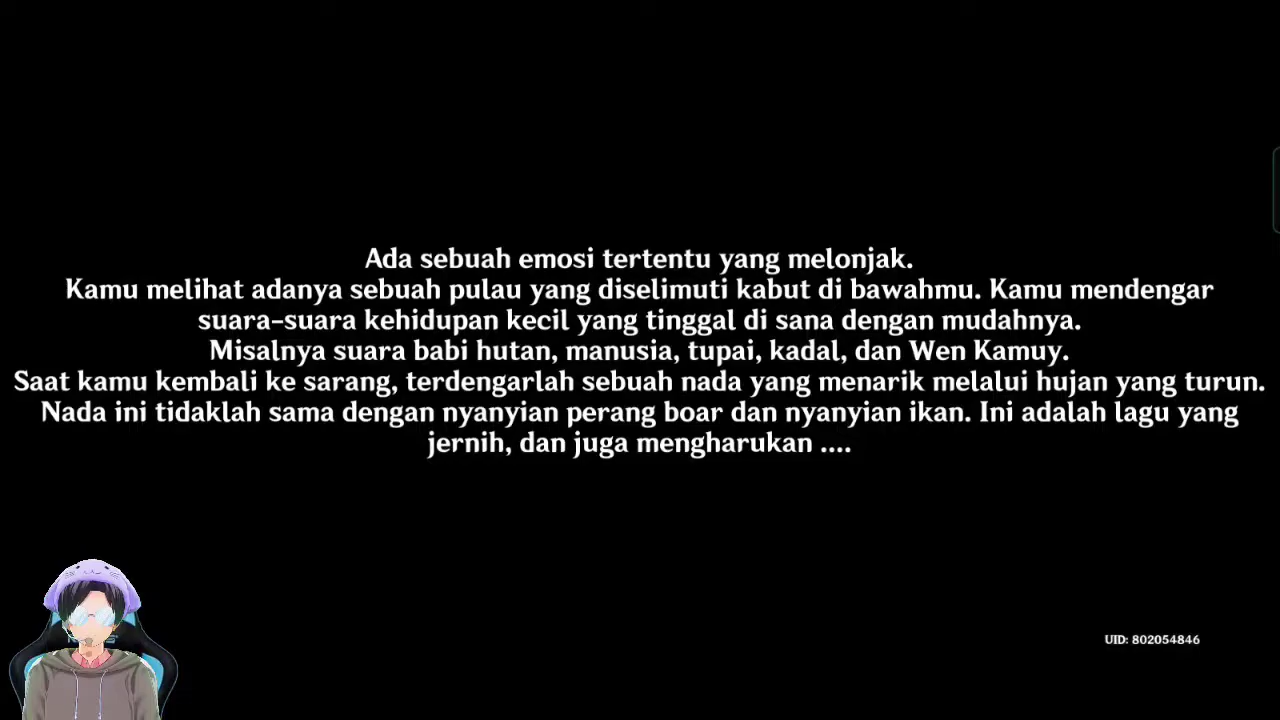 Ada sebuah emosi tertentu yang melonjak.
Kamu melihat adanya sebuah pulau yang diselimuti kabut di bawahmu. Kamu mendengar
suara-suara kehidupan kecil yang tinggal di sana dengan mudahnya.
Misalnya suara babi hutan, manusia, tupai, kadal, dan Wen Kamuy.
Saat kamu kembali ke sarang, terdengarlah sebuah nada yang menarik melalui hujan yang turun.
Nada ini tidaklah sama dengan nyanyian perang boar dan nyanyian ikan. Ini adalah lagu yang
jernih, dan juga mengharukan ....
UID: 802054846